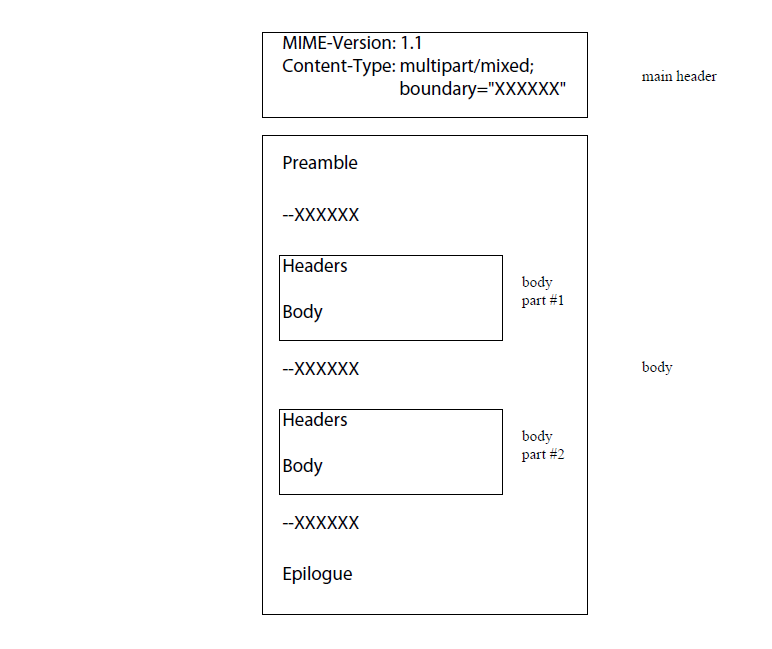 MIME-Version: 1.1
Content-Type: multipart/mixed;
boundary="XXXXXX"
main header
Preamble
--XXXXXX
Headers
Body
body
part #1
--XXXXXX
body
Headers
Body
body
part #2
--XXXXXX
Epilogue